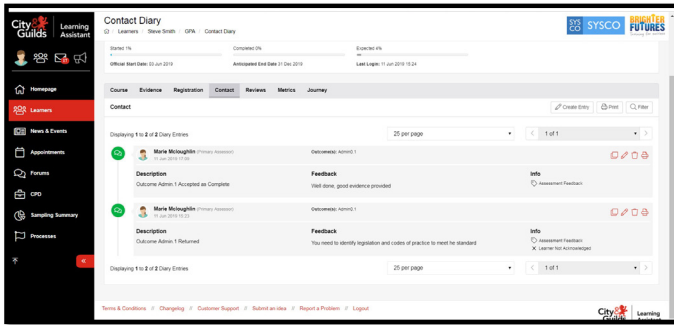 City Guilds
Learning Assistant
Contact Diary
Learners / Steve Smith / GPA / Contact Diary
SYS CO SYSCO
BRIGHTER FUTURES
Started 1%
Completed 0%
Expected 4%
Official Start Date: 03 Jun 2019
Anticipated End Date 31 Dec 2019
Last Login: 11 Jun 2019 15:24
Homepage
Learners
News & Events
Appointments
Forums
CPD
Sampling Summary
Processes
Course Evidence Registration Contact Reviews Metrics Journey
Contact
Create Entry Print Filter
Displaying 1 to 2 of 2 Diary Entries
25 per page
1 of 1
Marie Mcloughlin (Primary Assessor)
Outcome(s): Admin3 1
Description
Outcome Admin 1 Accepted as Complete
Feedback
Well done, good evidence provided
Info
Assessment Feedback
Marie Mcloughlin (Primary Assessor)
11 Jun 2019 15:23
Outcome(s): Admin3 1
Description
Outcome Admin 1 Returned
Feedback
You need to identify legislation and codes of practice to meet he standard
Info
Assessment Feedback
X Learner Not Acknowledged
Displaying 1 to 2 of 2 Diary Entries
25 per page
1 of 1
Terms & Conditions // Changelog // Customer Support // Submit an idea // Report a Problem // Logout
City Guilds
Learning Assistant